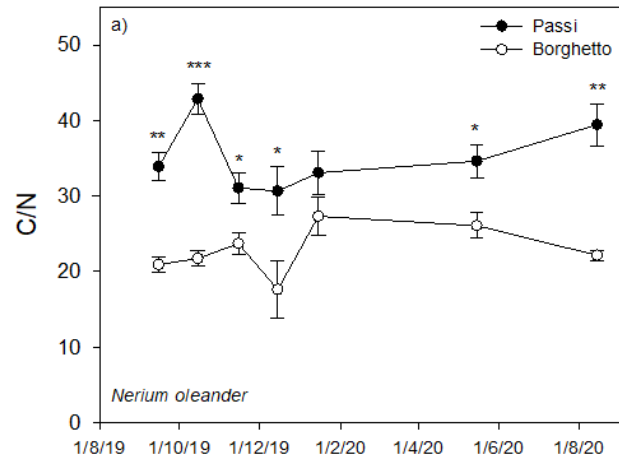 a)
Passi
Borghetto
50
40
30
20
10
0
C/N
**
***
*
*
*
**
Nerium oleander
1/8/19 1/10/19 1/12/19 1/2/20 1/4/20 1/6/20 1/8/20